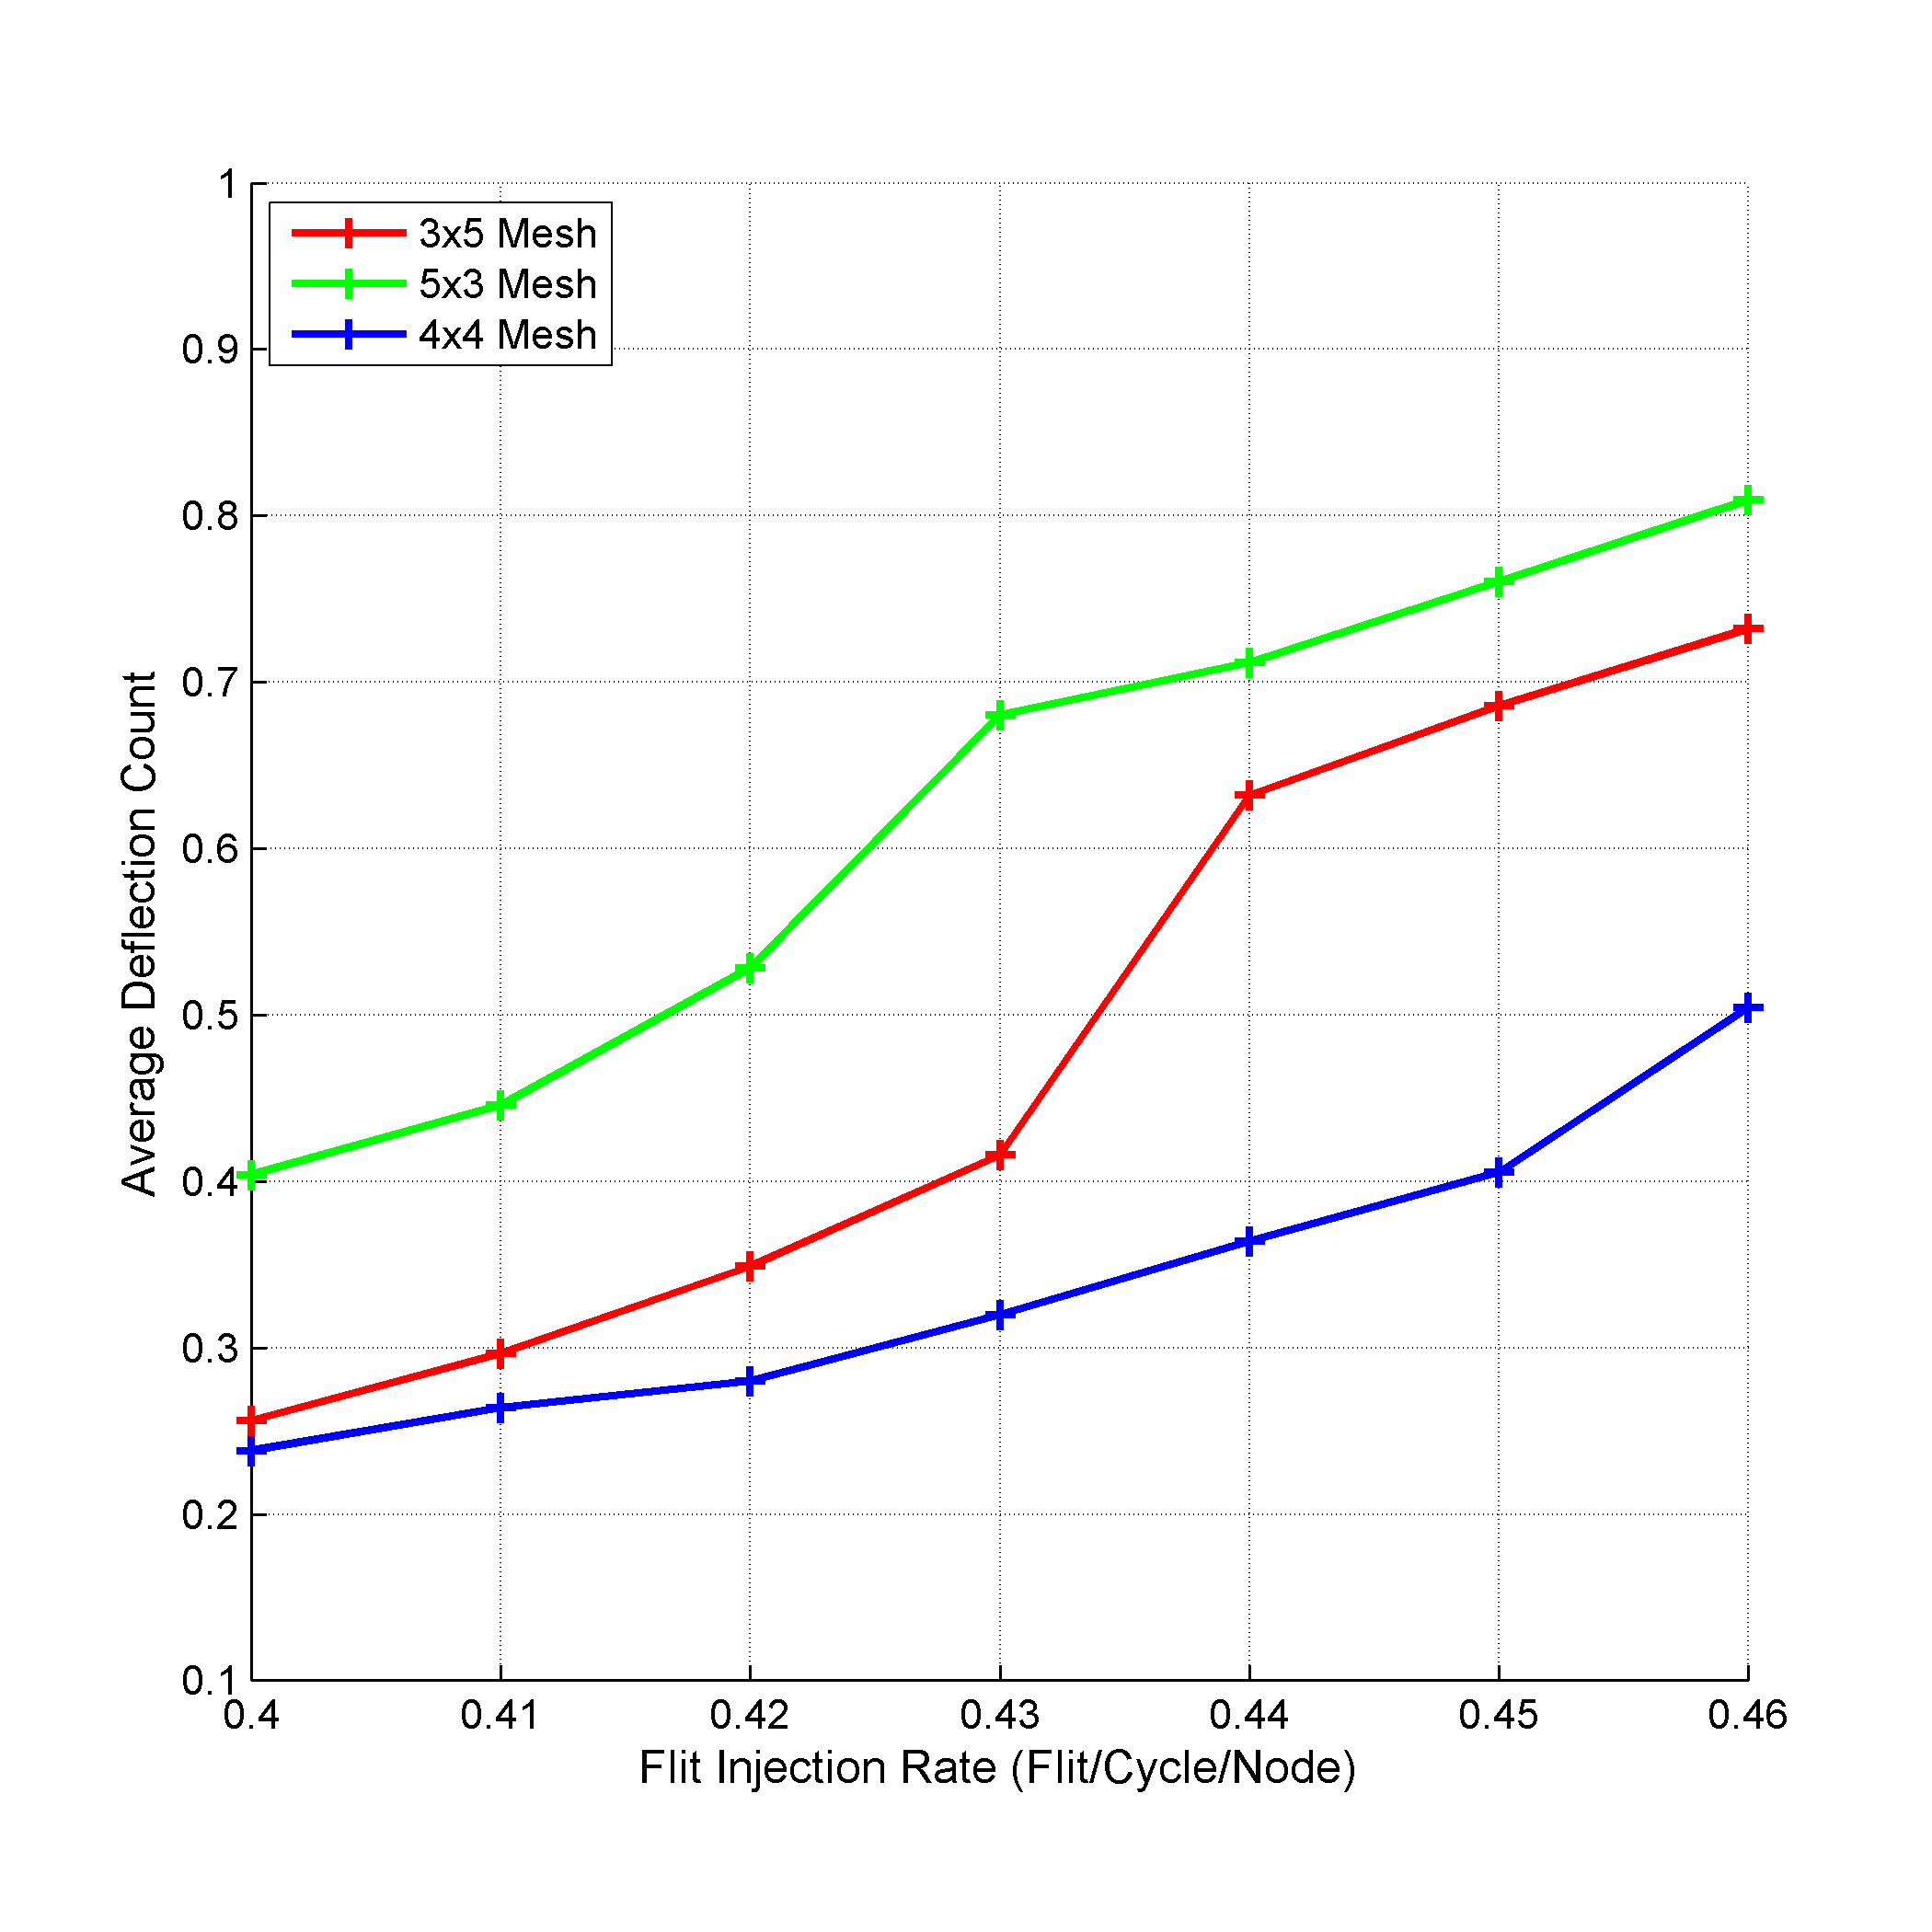 3x5 Mesh
5x3 Mesh
4x4 Mesh
1
0.9
0.8
0.7
0.6
0.5
0.4
0.3
0.2
0.1
Average Deflection Count
0.4 0.41 0.42 0.43 0.44 0.45 0.46
Flit Injection Rate (Flit/Cycle/Node)